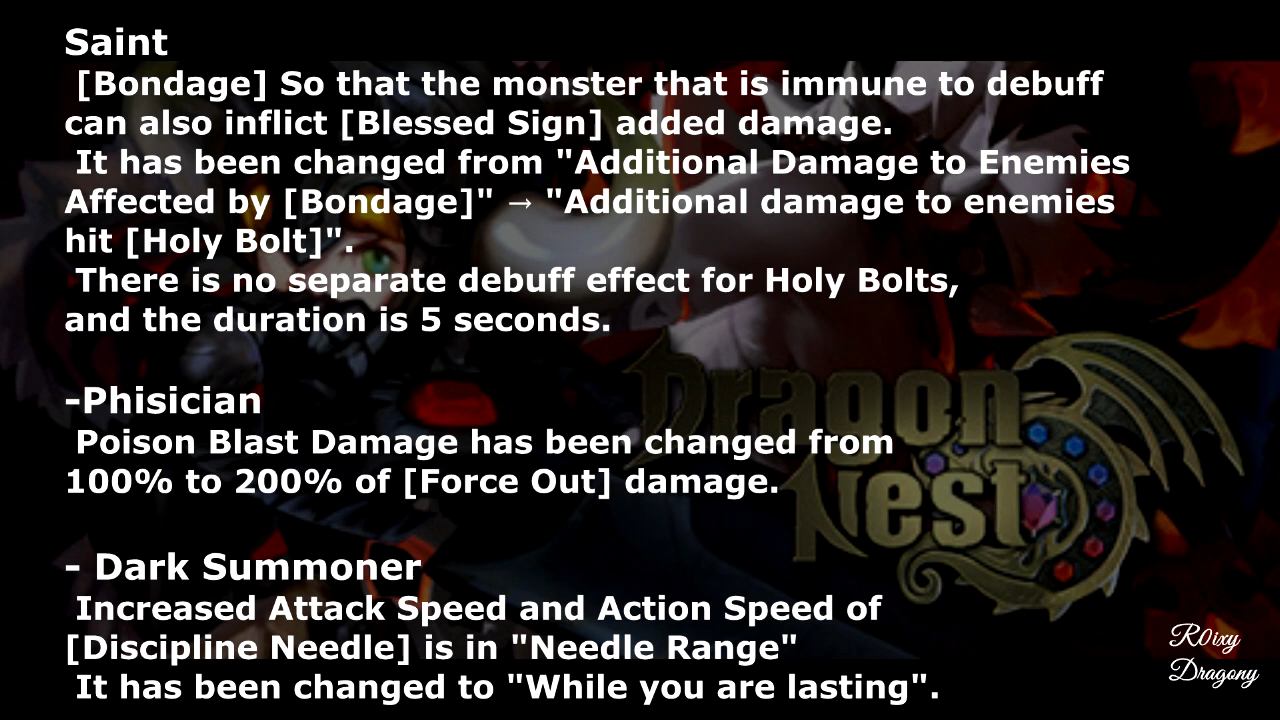 Saint
[Bondage] So that the monster that is immune to debuff
can also inflict [Blessed Sign] added damage.
It has been changed from "Additional Damage to Enemies
Affected by [Bondage]" → "Additional damage to enemies
hit [Holy Bolt]".
There is no separate debuff effect for Holy Bolts,
and the duration is 5 seconds.
-Phisician
Poison Blast Damage has been changed from
100% to 200% of [Force Out] damage.
- Dark Summoner
Increased Attack Speed and Action Speed of
[Discipline Needle] is in "Needle Range"
It has been changed to "While you are lasting".
Dragon
Nest
R0ixy
Dragony